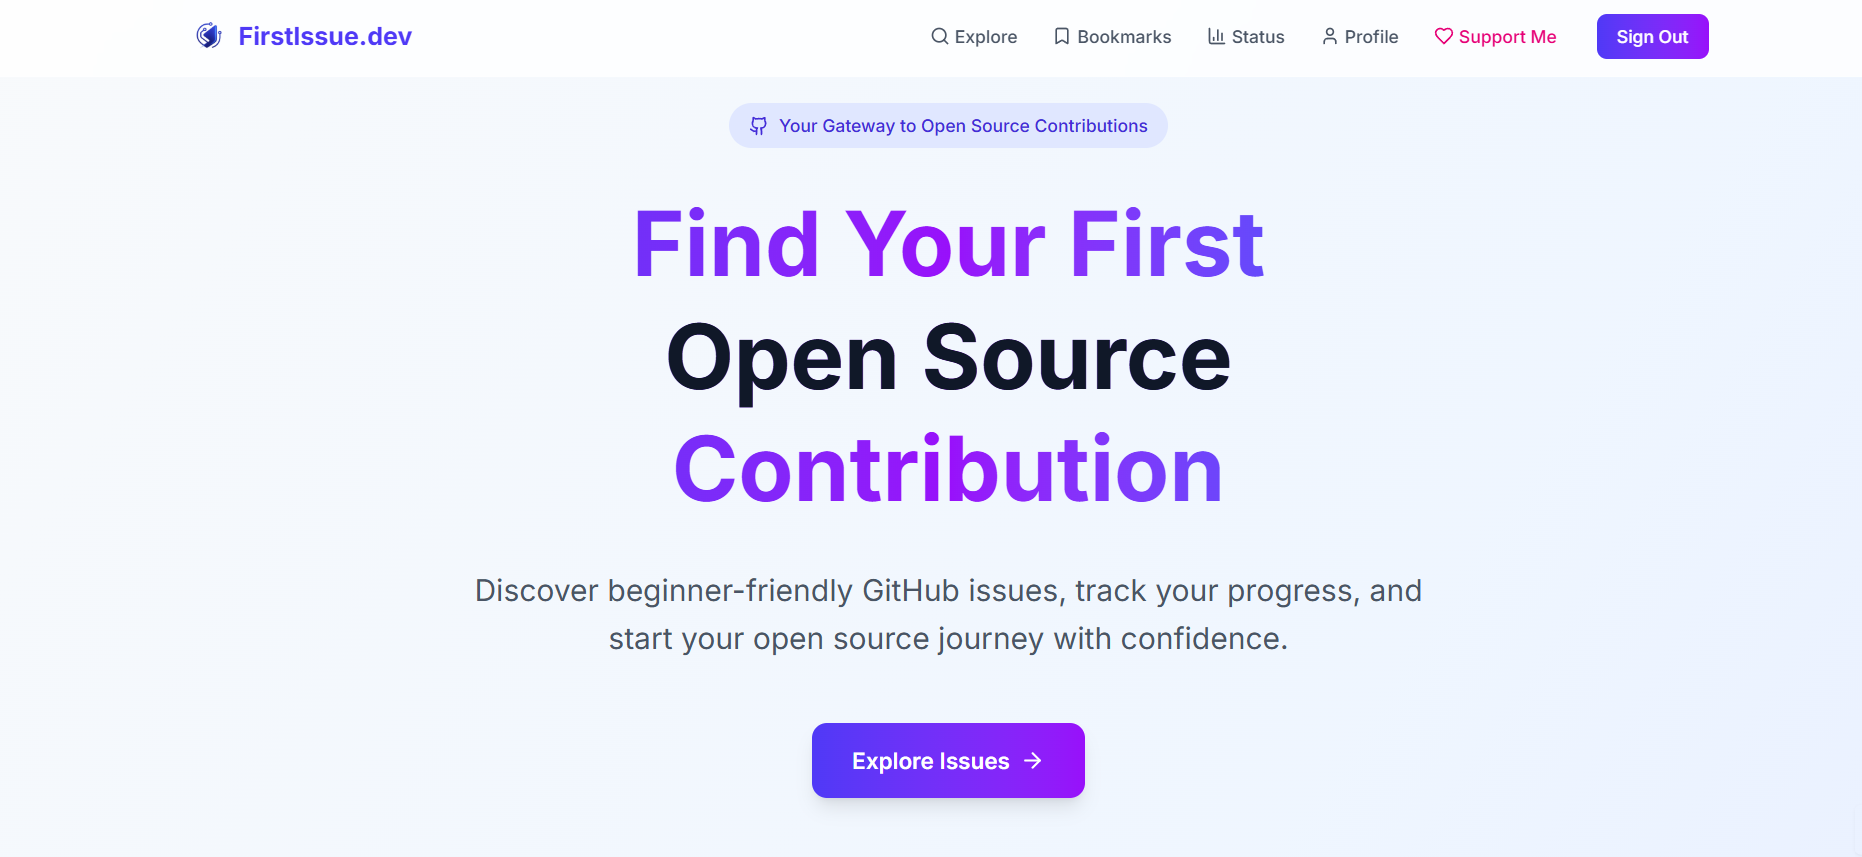 FirstIssue.dev
Explore
Bookmarks
Status
Profile
Support Me
Sign Out
Your Gateway to Open Source Contributions
Find Your First
Open Source
Contribution
Discover beginner-friendly GitHub issues, track your progress, and
start your open source journey with confidence.
Explore Issues